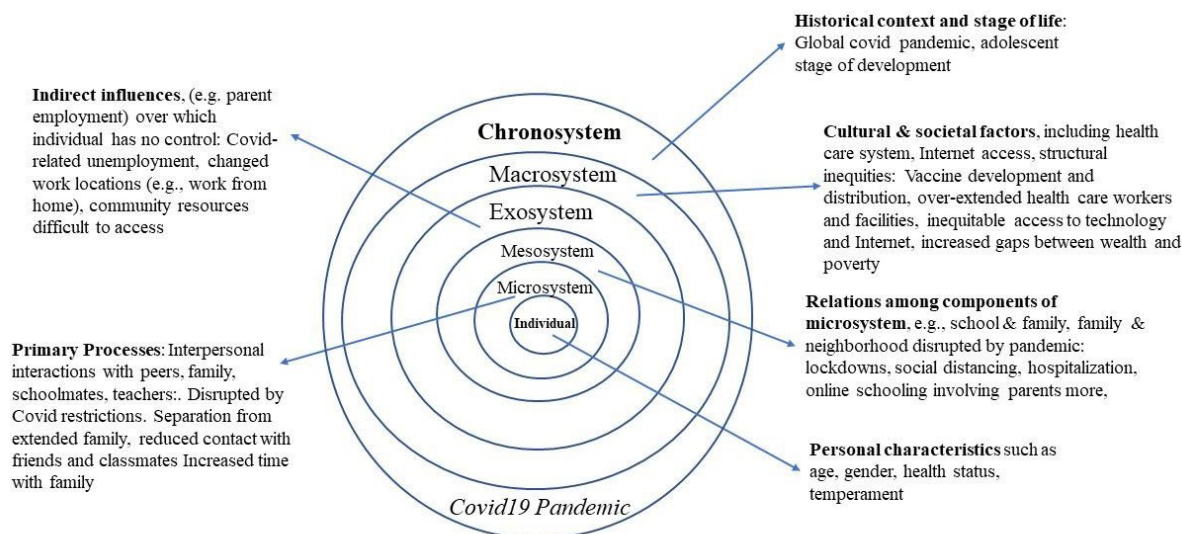 Historical context and stage of life:
Global covid pandemic, adolescent
stage of development
Indirect influences, (e.g. parent
employment) over which
individual has no control: Covid-
related unemployment, changed
work locations (e.g., work from
home), community resources
difficult to access
Chronosystem
Macrosystem
Exosystem
Mesosystem
Microsystem
Individual
Cultural & societal factors, including health
care system, Internet access, structural
inequities: Vaccine development and
distribution, over-extended health care workers
and facilities, inequitable access to technology
and Internet, increased gaps between wealth and
poverty
Relations among components of
microsystem, e.g., school & family, family &
neighborhood disrupted by pandemic:
lockdowns, social distancing, hospitalization,
online schooling involving parents more,
Primary Processes: Interpersonal
interactions with peers, family,
schoolmates, teachers:. Disrupted by
Covid restrictions. Separation from
extended family, reduced contact with
friends and classmates Increased time
with family
Personal characteristics such as
age, gender, health status,
temperament
Covid19 Pandemic